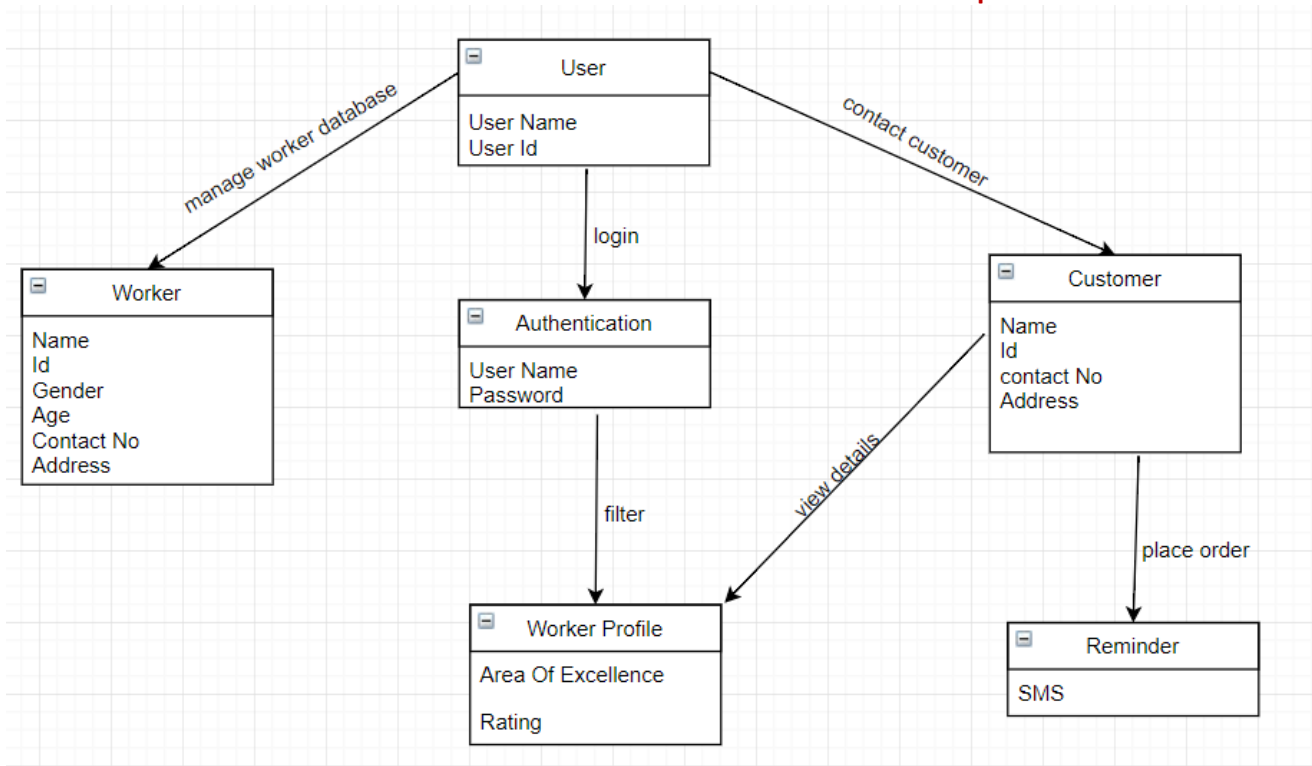 User
User Name
User Id
manage worker database
contact customer
login
Worker
Name
Id
Gender
Age
Contact No
Address
Authentication
User Name
Password
Customer
Name
Id
contact No
Address
filter
view details
place order
Worker Profile
Area Of Excellence
Rating
Reminder
SMS